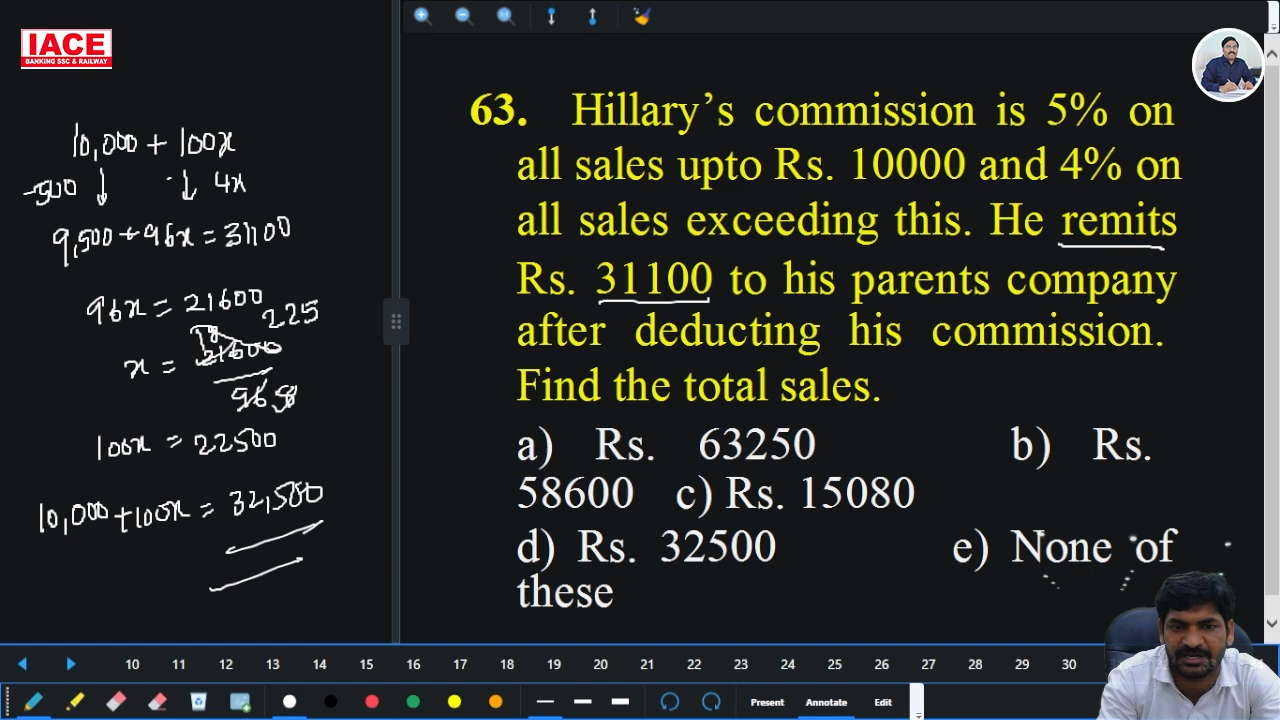 IACE
BANKING SSC & RAILWAY
10,000 + 100x
-500 4x
9,500 + 96x = 31100
96x = 21600
225
18
x = 21600
96 8
100x = 22500
10,000 + 100x = 32,500
63. Hillary’s commission is 5% on
all sales upto Rs. 10000 and 4% on
all sales exceeding this. He remits
Rs. 31100 to his parents company
after deducting his commission.
Find the total sales.
a) Rs. 63250 b) Rs.
58600 c) Rs. 15080
d) Rs. 32500 e) None of
these
10 11 12 13 14 15 16 17 18 19 20 21 22 23 24 25 26 27 28 29 30
Present Annotate Edit